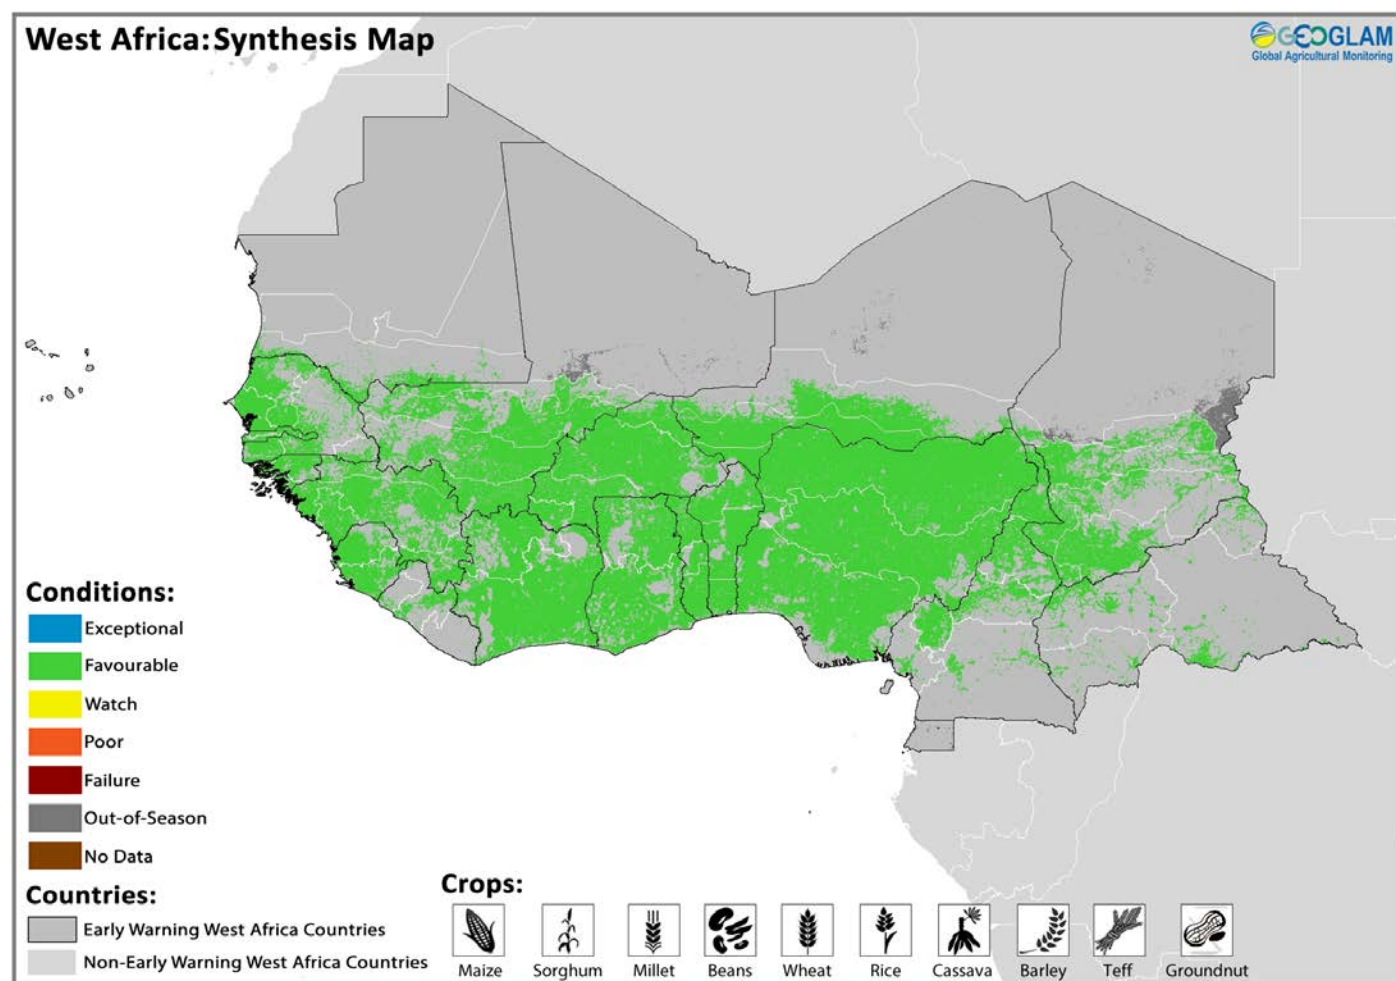 West Africa: Synthesis Map
GEOGLAM
Global Agricultural Monitoring
Conditions:
Exceptional
Favourable
Watch
Poor
Failure
Out-of-Season
No Data
Countries:
Early Warning West Africa Countries
Non-Early Warning West Africa Countries
Crops:
Maize Sorghum Millet Beans Wheat Rice Cassava Barley Teff Groundnut